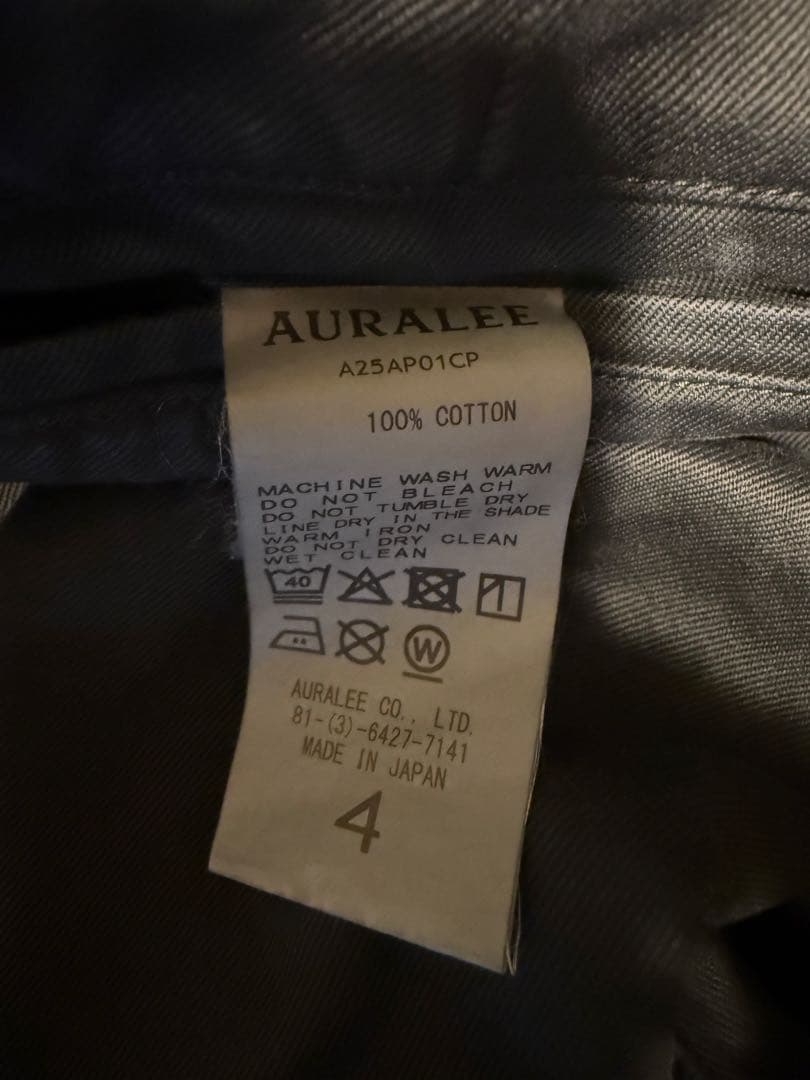 AURALEE
A25AP01CP
100% COTTON
MACHINE WASH WARM
DO NOT BLEACH
DO NOT TUMBLE DRY
LINE DRY IN THE SHADE
WARM IRON
DO NOT DRY CLEAN
WET CLEAN
40
W
AURALEE CO., LTD.
81-(3)-6427-7141
MADE IN JAPAN
4